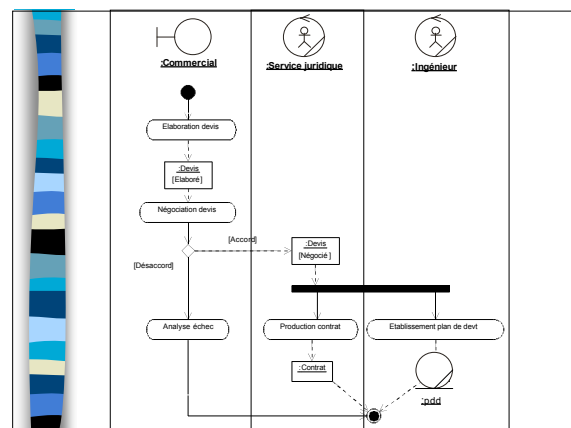 :Commercial
:Service juridique
:Ingénieur
Elaboration devis
:Devis
[Elaboré]
Négociation devis
[Accord]
:Devis
[Négocié]
[Désaccord]
Analyse échec
Production contrat
Etablissement plan de devt
:Contrat
:pdd